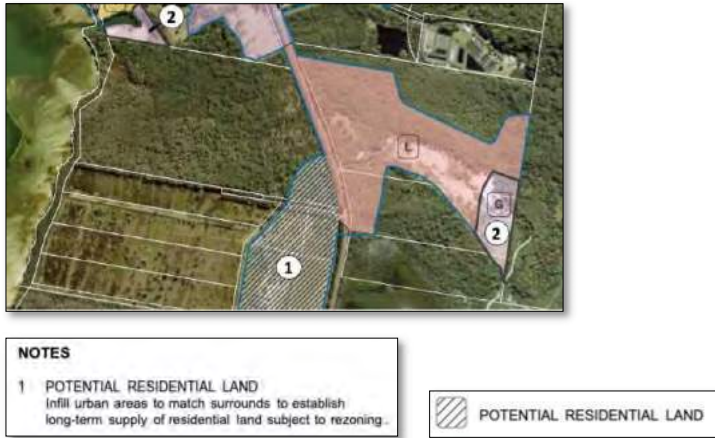 2
L
G
2
1
NOTES
1 POTENTIAL RESIDENTIAL LAND
Infill urban areas to match surrounds to establish
long-term supply of residential land subject to rezoning.
POTENTIAL RESIDENTIAL LAND